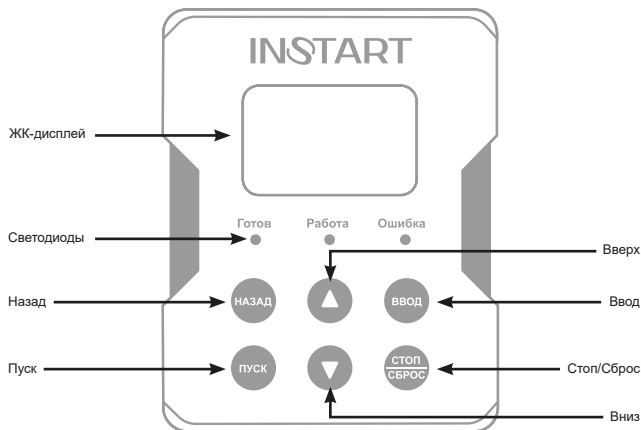 INSTART
ЖК-дисплей
Готов Работа Ошибка
Светодиоды
Вверх
Назад
НАЗАД
ВВОД
Ввод
Пуск
ПУСК
СТОП
СБРОС
Стоп/Сброс
Вниз